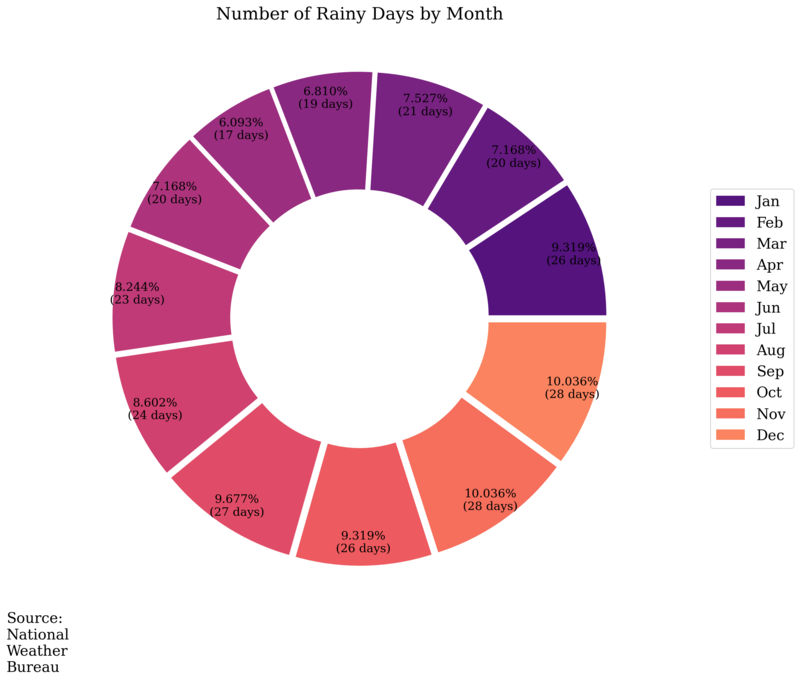 Number of Rainy Days by Month
6.810%
(19 days)
7.527%
(21 days)
6.093%
(17 days)
7.168%
(20 days)
7.168%
(20 days)
9.319%
(26 days)
8.244%
(23 days)
10.036%
(28 days)
8.602%
(24 days)
9.677%
(27 days)
10.036%
(28 days)
9.319%
(26 days)
Jan
Feb
Mar
Apr
May
Jun
Jul
Aug
Sep
Oct
Nov
Dec
Source:
National
Weather
Bureau